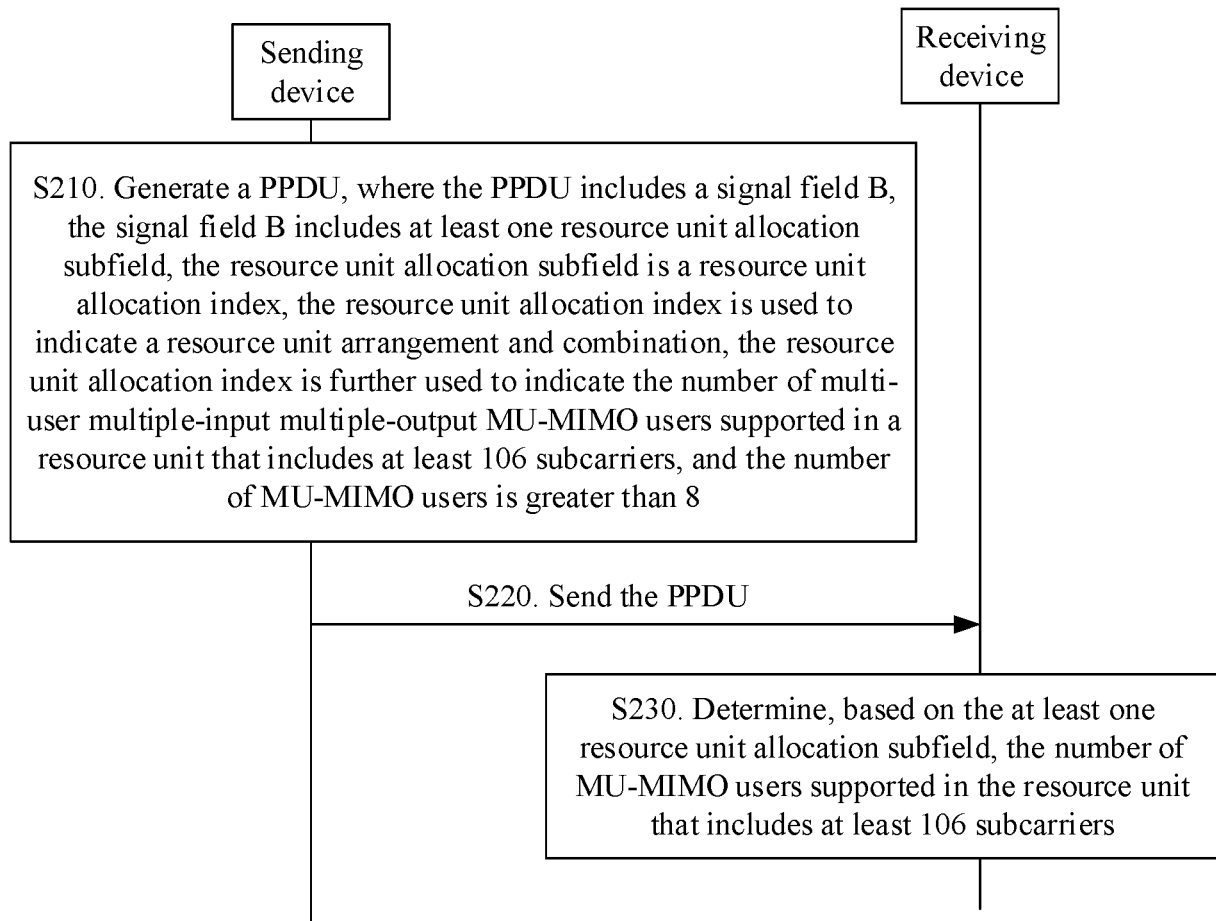 Sending
device
Receiving
device
S210. Generate a PPDU, where the PPDU includes a signal field B,
the signal field B includes at least one resource unit allocation
subfield, the resource unit allocation subfield is a resource unit
allocation index, the resource unit allocation index is used to
indicate a resource unit arrangement and combination, the resource
unit allocation index is further used to indicate the number of multi-
user multiple-input multiple-output MU-MIMO users supported in a
resource unit that includes at least 106 subcarriers, and the number
of MU-MIMO users is greater than 8
S220. Send the PPDU
S230. Determine, based on the at least one
resource unit allocation subfield, the number of
MU-MIMO users supported in the resource unit
that includes at least 106 subcarriers